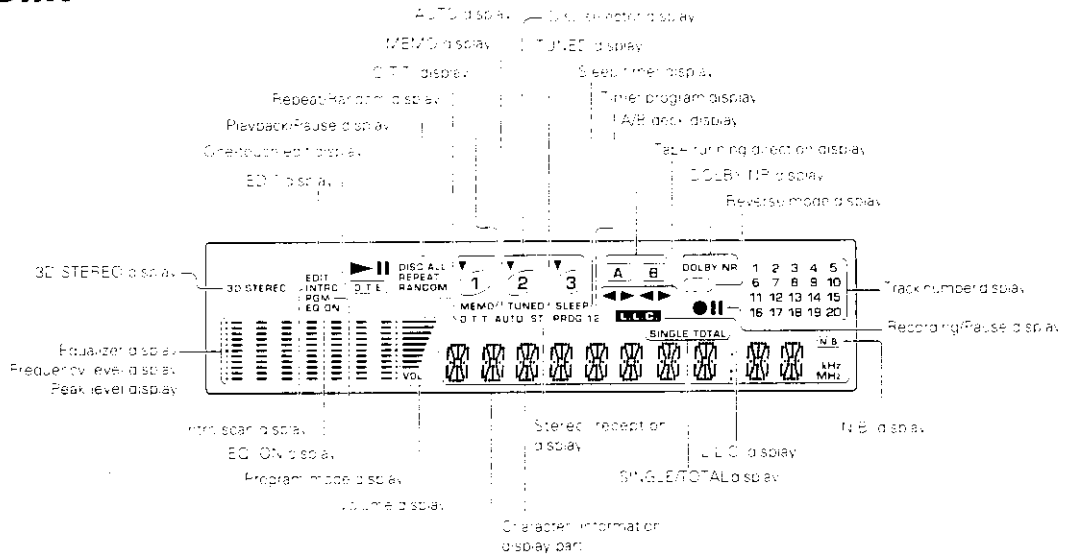 AUTO display
MEMO display
TUNED display
O.T.T. display
Sleep timer display
Repeat/Random display
Timer program display
Playback/Pause display
A/B deck display
One touch edit display
Tape running direction display
EDIT display
DOLBY NR display
Reverse mode display
3D STEREO display
3D STEREO
EDIT
INTRO
PGM
EQ ON
O.T.E.
DISC ALL
REPEAT
RANDOM
1 2 3
MEMO TUNED SLEEP
O.T.T. AUTO ST PROG 12
A B
L.L.C.
DOLBY NR
1 2 3 4 5
6 7 8 9 10
11 12 13 14 15
16 17 18 19 20
Track number display
Recording/Pause display
SINGLE TOTAL
N.B.
VOL
kHz
MHz
Equalizer display
Frequency level display
Peak level display
Intro scan display
EQ. ON display
Program mode display
Volume display
Stereo reception
display
L.L.C. display
SINGLE/TOTAL display
N.B. display
Character information
display part